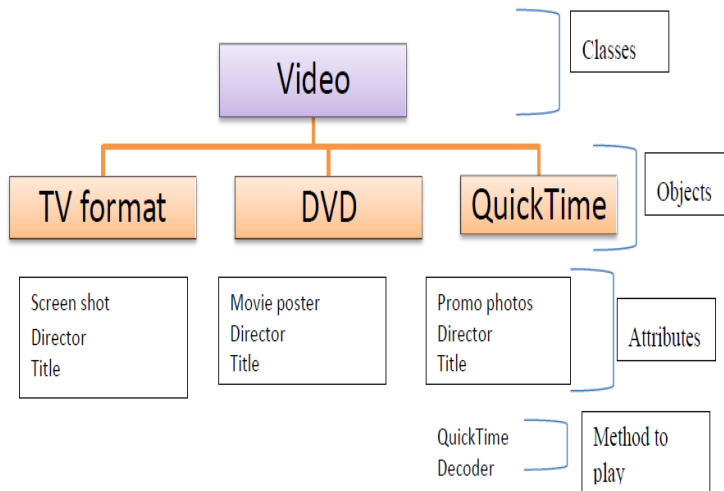 Video
Classes
TV format
DVD
QuickTime
Objects
Screen shot
Director
Title
Movie poster
Director
Title
Promo photos
Director
Title
Attributes
QuickTime
Decoder
Method to
play